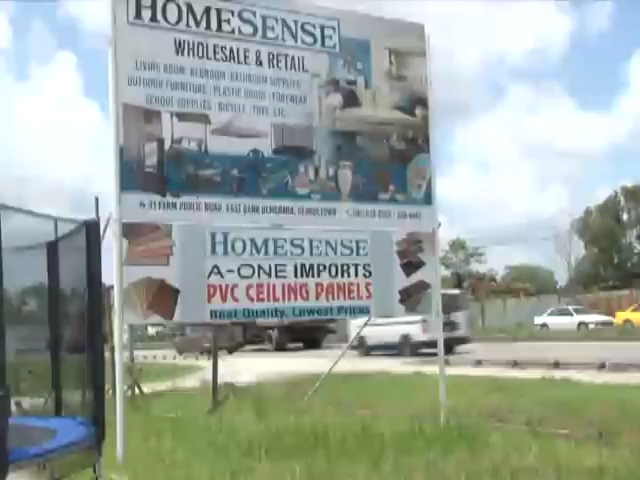 HOMESENSE
WHOLESALE & RETAIL
LIVING ROOM BEDROOM BATHROOM SUPPLIES
OUTDOOR FURNITURE PLASTIC GOODS FOOTWEAR
SCHOOL SUPPLIES BICYCLE TOYS ETC.
FARM PUBLIC ROAD, EAST BANK DEMERARA, GEORGETOWN
HOMESENSE
A-ONE IMPORTS
PVC CEILING PANELS
Best Quality, Lowest Prices